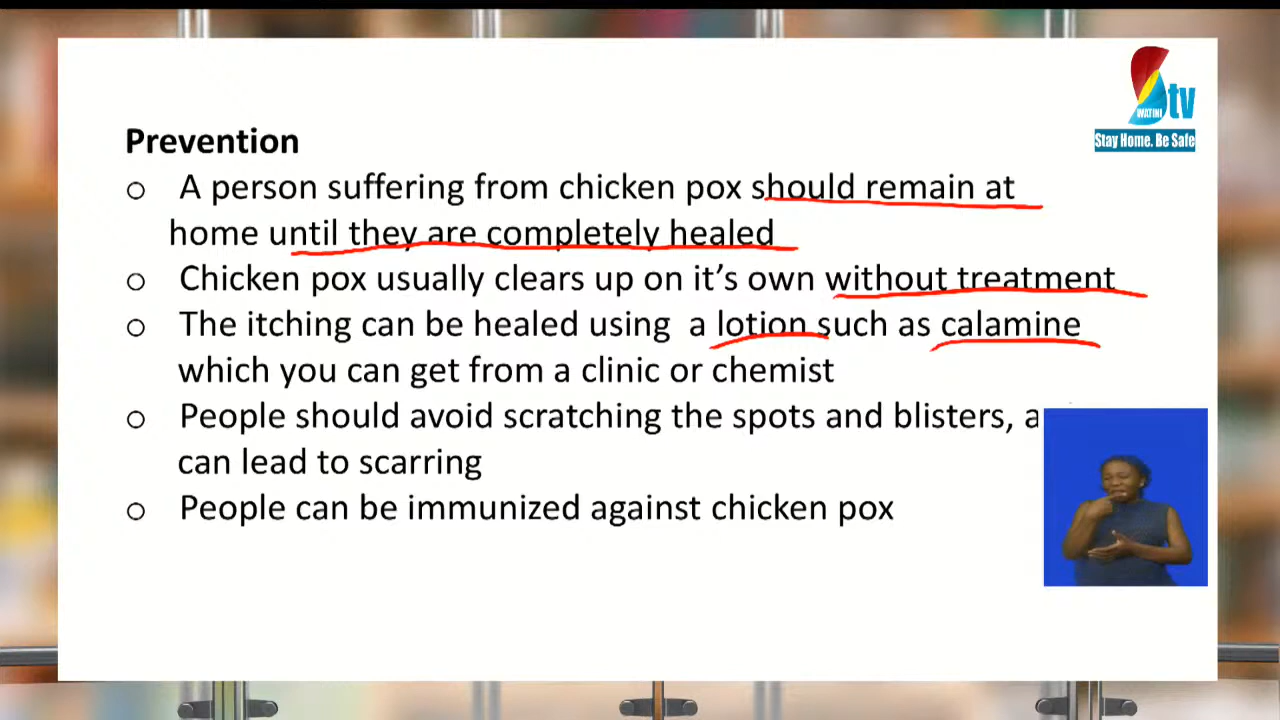 tv
WATINI
Stay Home. Be Safe
Prevention
o A person suffering from chicken pox should remain at
home until they are completely healed
o Chicken pox usually clears up on it's own without treatment
o The itching can be healed using a lotion such as calamine
which you can get from a clinic or chemist
o People should avoid scratching the spots and blisters, a
can lead to scarring
o People can be immunized against chicken pox